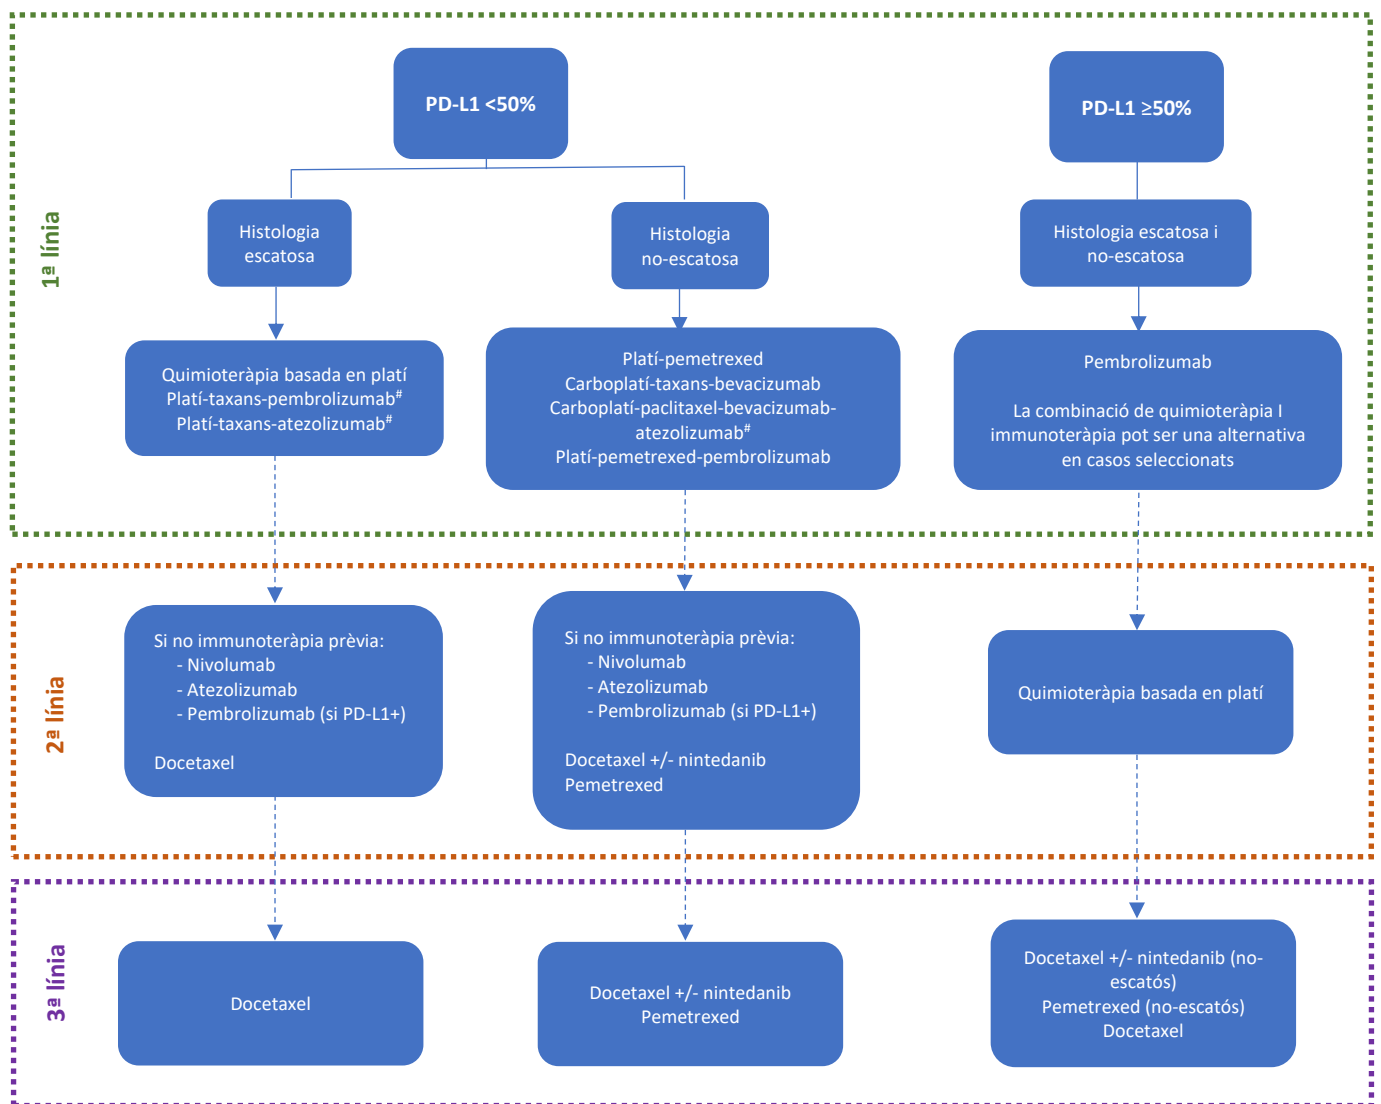 1ª línia
PD-L1 <50%
PD-L1 ≥50%
Histologia
escatosa
Histologia
no-escatosa
Histologia escatosa i
no-escatosa
Quimioteràpia basada en platí
Platí-taxans-pembrolizumab#
Platí-taxans-atezolizumab#
Platí-pemetrexed
Carboplatí-taxans-bevacizumab
Carboplatí-paclitaxel-bevacizumab-
atezolizumab#
Platí-pemetrexed-pembrolizumab
Pembrolizumab
La combinació de quimioteràpia I
immunoteràpia pot ser una alternativa
en casos seleccionats
2ª línia
Si no immunoteràpia prèvia:
- Nivolumab
- Atezolizumab
- Pembrolizumab (si PD-L1+)
Docetaxel
Si no immunoteràpia prèvia:
- Nivolumab
- Atezolizumab
- Pembrolizumab (si PD-L1+)
Docetaxel +/- nintedanib
Pemetrexed
Quimioteràpia basada en platí
3ª línia
Docetaxel
Docetaxel +/- nintedanib
Pemetrexed
Docetaxel +/- nintedanib (no-
escatós)
Pemetrexed (no-escatós)
Docetaxel